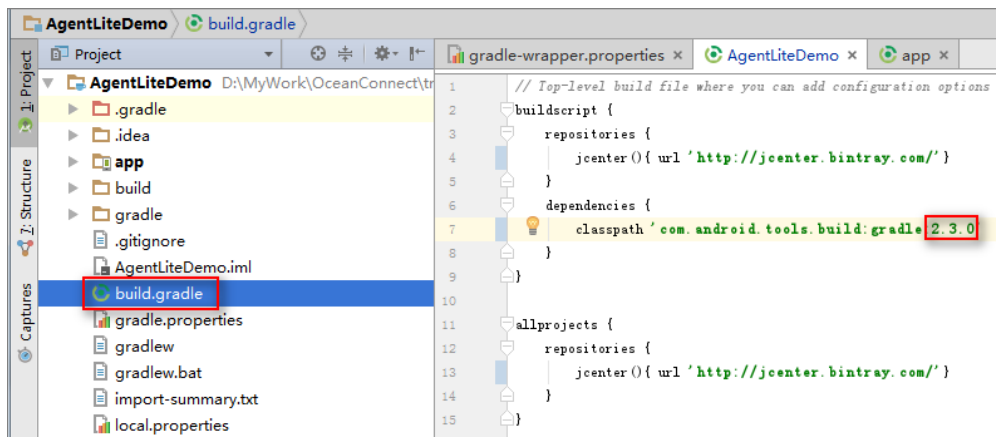 AgentLiteDemo build.gradle
Project
1: Project
7: Structure
Captures
AgentLiteDemo D:\MyWork\OceanConnect\tr
.gradle
.idea
app
build
gradle
.gitignore
AgentLiteDemo.iml
build.gradle
gradle.properties
gradlew
gradlew.bat
import-summary.txt
local.properties
gradle-wrapper.properties × AgentLiteDemo × app ×
1 // Top-level build file where you can add configuration options
2 buildscript {
3 repositories {
4 jcenter(){ url 'http://jcenter.bintray.com/'}
5 }
6 dependencies {
7 classpath 'com.android.tools.build:gradle 2.3.0
8 }
9 }
10
11 allprojects {
12 repositories {
13 jcenter(){ url 'http://jcenter.bintray.com/'}
14 }
15 }